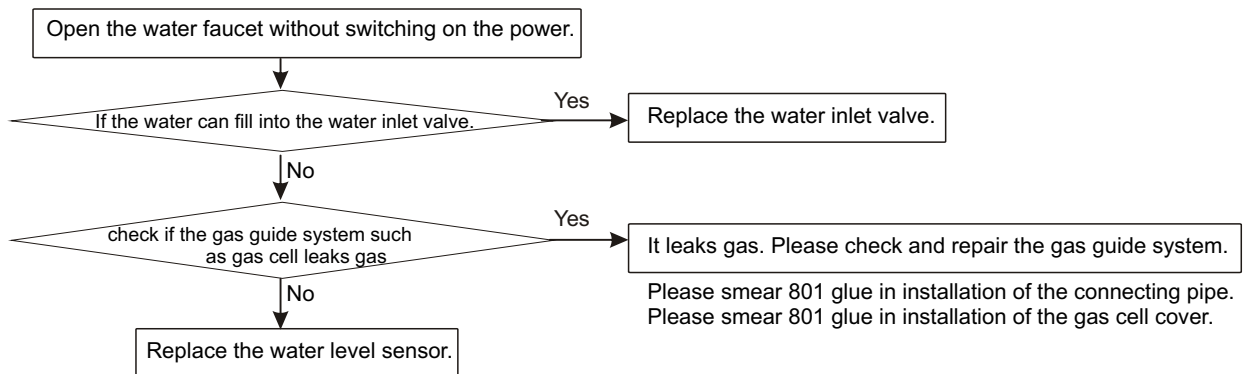 Open the water faucet without switching on the power.
If the water can fill into the water inlet valve.
Yes
Replace the water inlet valve.
No
check if the gas guide system such
as gas cell leaks gas
Yes
It leaks gas. Please check and repair the gas guide system.
Please smear 801 glue in installation of the connecting pipe.
Please smear 801 glue in installation of the gas cell cover.
No
Replace the water level sensor.